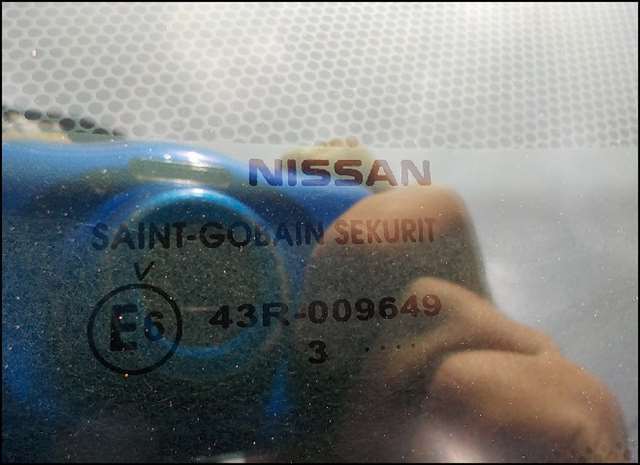 NISSAN
SAINT-GOBAIN SEKURIT
V
E6 43R-009649
3 ....